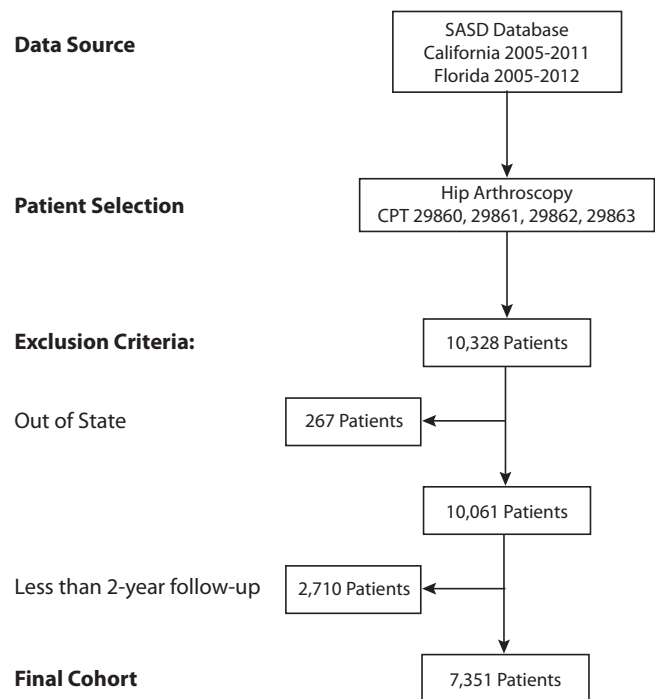 Data Source
SASD Database
California 2005-2011
Florida 2005-2012
Patient Selection
Hip Arthroscopy
CPT 29860, 29861, 29862, 29863
Exclusion Criteria:
10,328 Patients
Out of State
267 Patients
10,061 Patients
Less than 2-year follow-up
2,710 Patients
Final Cohort
7,351 Patients